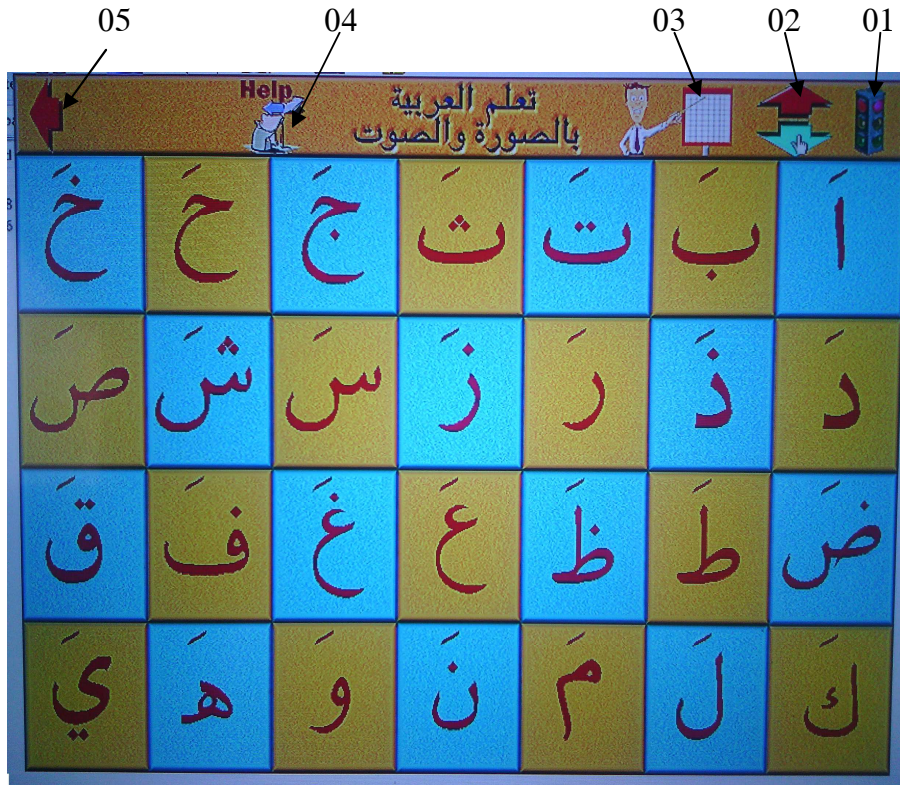 05 04 03 02 01
Help
تعلم العربية
بالصورة والصوت
اَ بَ تَ ثَ جَ حَ خَ
دَ ذَ رَ زَ سَ شَ صَ
ضَ طَ ظَ عَ غَ فَ قَ
كَ لَ مَ نَ وَ هَ يَ